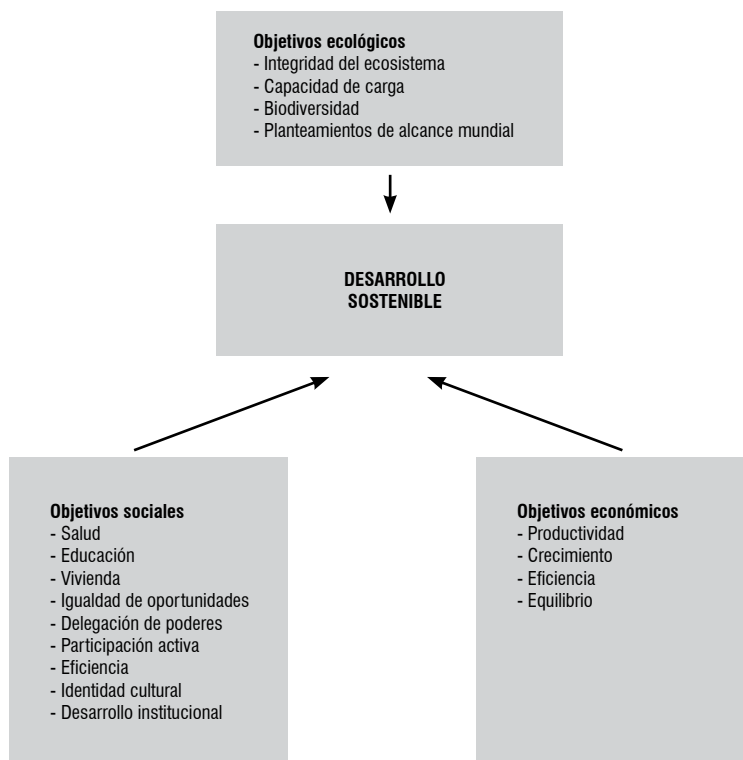 Objetivos ecológicos
- Integridad del ecosistema
- Capacidad de carga
- Biodiversidad
- Planteamientos de alcance mundial
DESARROLLO
SOSTENIBLE
Objetivos sociales
- Salud
- Educación
- Vivienda
- Igualdad de oportunidades
- Delegación de poderes
- Participación activa
- Eficiencia
- Identidad cultural
- Desarrollo institucional
Objetivos económicos
- Productividad
- Crecimiento
- Eficiencia
- Equilibrio